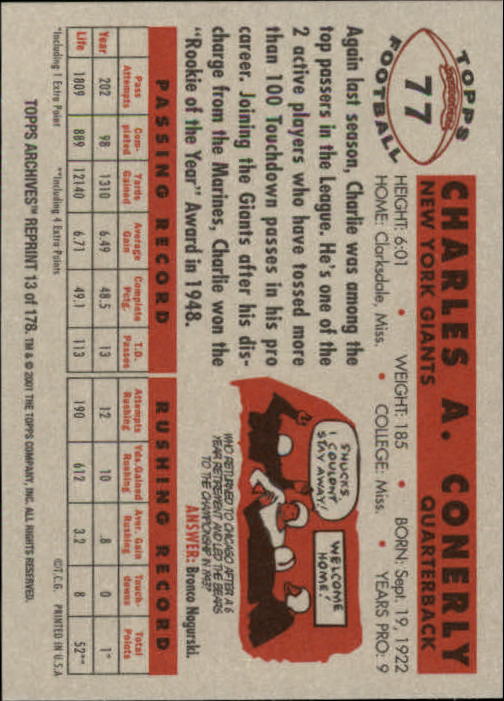 TOPPS
77
FOOTBALL
CHARLES A. CONERLY
NEW YORK GIANTS QUARTERBACK
HEIGHT: 6:01 • WEIGHT: 185 • BORN: Sept. 19, 1922
HOME: Clarksdale, Miss. • COLLEGE: Miss. • YEARS PRO: 9
Again last season, Charlie was among the
top passers in the League. He's one of the
2 active players who have tossed more
than 100 Touchdown passes in his pro
career. Joining the Giants after his dis-
charge from the Marines, Charlie won the
"Rookie of the Year" Award in 1948.
SHUCKS
I COULDN'T
STAY AWAY!
WELCOME
HOME!
WHO RETURNED TO CHICAGO AFTER A 6
YEAR RETIREMENT AND LED THE BEARS
TO THE CHAMPIONSHIP IN 1943?
ANSWER: Bronco Nagurski.
PASSING RECORD
Year Pass Attempts Com- pleted Yards Gained Average Gain Complete Pctg. T.D. Passes
Year 202 98 1310 6.49 48.5 13
Life 1809 889 12140 6.71 49.1 113
RUSHING RECORD
Attempts Rushing Yds. Gained Rushing Aver. Gain Rushing Touch- downs Total Points
12 10 .8 0 1*
190 612 3.2 8 52**
*Including 1 Extra Point **Including 4 Extra Points ©T.C.G. PRINTED IN U.S.A
TOPPS ARCHIVES™ REPRINT 13 of 178. TM & © 2001 THE TOPPS COMPANY, INC. ALL RIGHTS RESERVED.